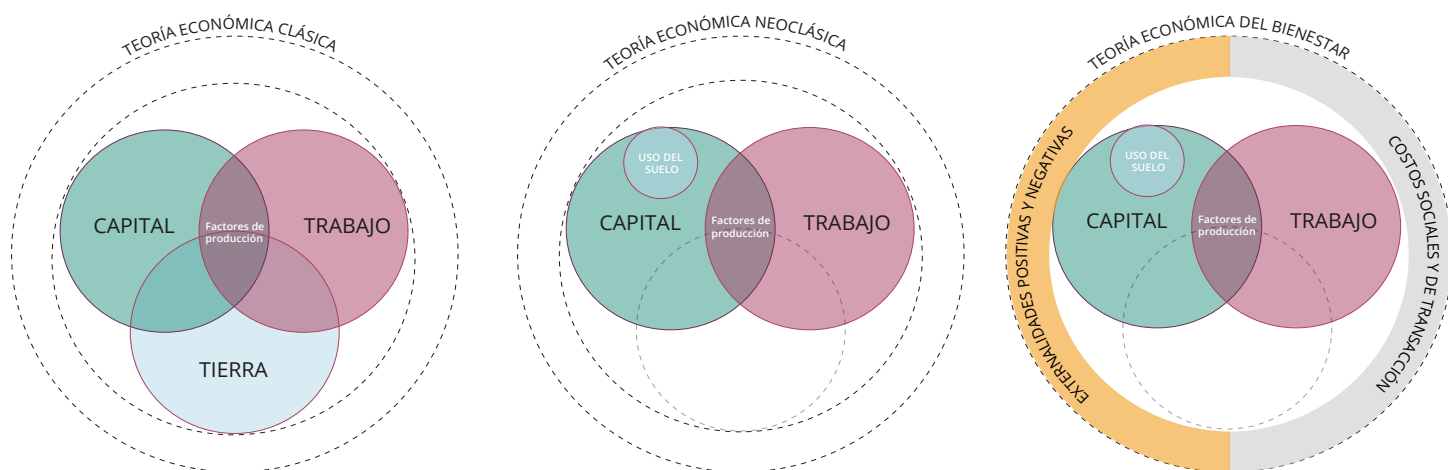 TEORÍA ECONÓMICA CLÁSICA
CAPITAL
Factores de
producción
TRABAJO
TIERRA
TEORÍA ECONÓMICA NEOCLÁSICA
USO DEL
SUELO
CAPITAL
Factores de
producción
TRABAJO
TEORÍA ECONÓMICA DEL BIENESTAR
EXTERNALIDADES POSITIVAS Y NEGATIVAS
USO DEL
SUELO
CAPITAL
Factores de
producción
TRABAJO
COSTOS SOCIALES Y DE TRANSACCIÓN